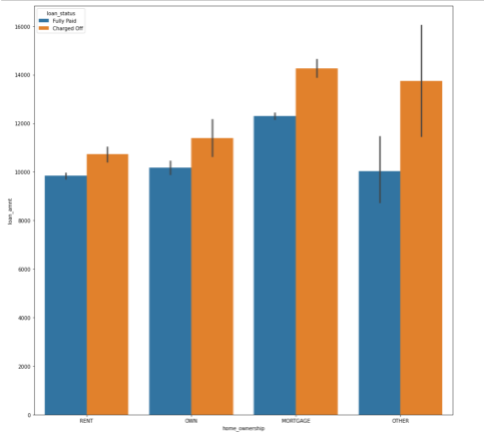 loan_status
Fully Paid
Charged Off
16000
14000
12000
10000
8000
6000
4000
2000
0
loan_amnt
RENT
OWN
MORTGAGE
OTHER
home_ownership